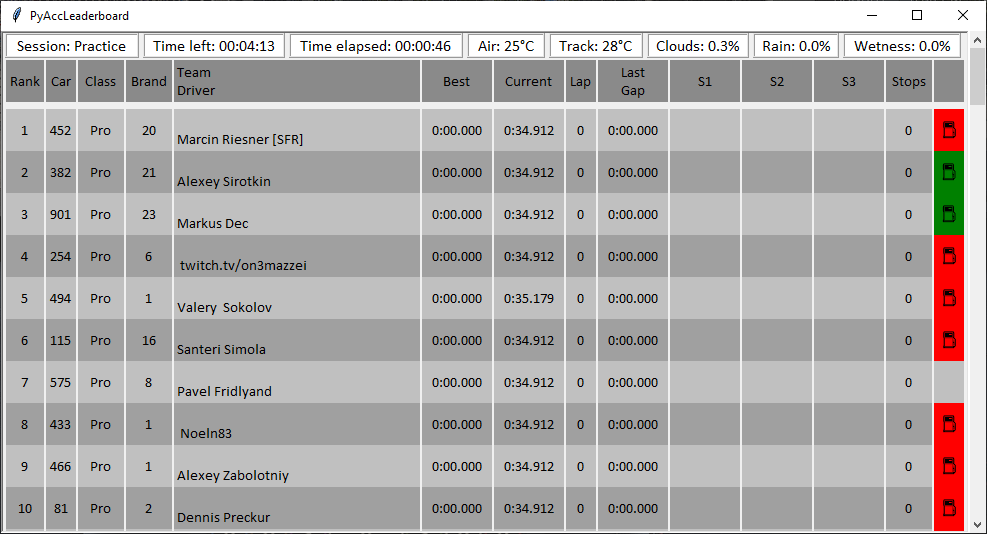 PyAccLeaderboard
Session: Practice Time left: 00:04:13 Time elapsed: 00:00:46 Air: 25°C Track: 28°C Clouds: 0.3% Rain: 0.0% Wetness: 0.0%
Rank Car Class Brand Team Driver Best Current Lap Last Gap S1 S2 S3 Stops
1 452 Pro 20 Marcin Riesner [SFR] 0:00.000 0:34.912 0 0:00.000 0
2 382 Pro 21 Alexey Sirotkin 0:00.000 0:34.912 0 0:00.000 0
3 901 Pro 23 Markus Dec 0:00.000 0:34.912 0 0:00.000 0
4 254 Pro 6 twitch.tv/on3mazzei 0:00.000 0:34.912 0 0:00.000 0
5 494 Pro 1 Valery  Sokolov 0:00.000 0:35.179 0 0:00.000 0
6 115 Pro 16 Santeri Simola 0:00.000 0:34.912 0 0:00.000 0
7 575 Pro 8 Pavel Fridlyand 0:00.000 0:34.912 0 0:00.000 0
8 433 Pro 1 Noeln83 0:00.000 0:34.912 0 0:00.000 0
9 466 Pro 1 Alexey Zabolotniy 0:00.000 0:34.912 0 0:00.000 0
10 81 Pro 2 Dennis Preckur 0:00.000 0:34.912 0 0:00.000 0